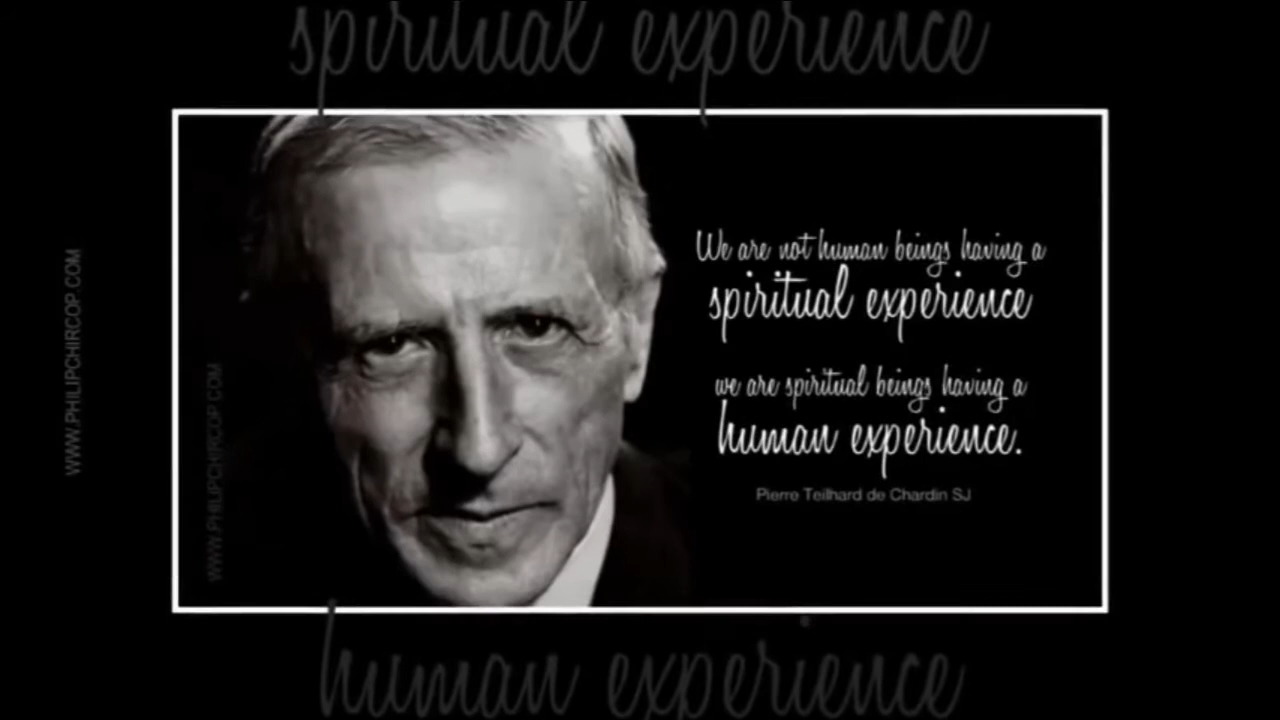 spiritual experience
WWW.PHILIPCHIRCOP.COM
WWW.PHILIPCHIRCOP.COM
We are not human beings having a
spiritual experience
we are spiritual beings having a
human experience.
Pierre Teilhard de Chardin SJ
human experience